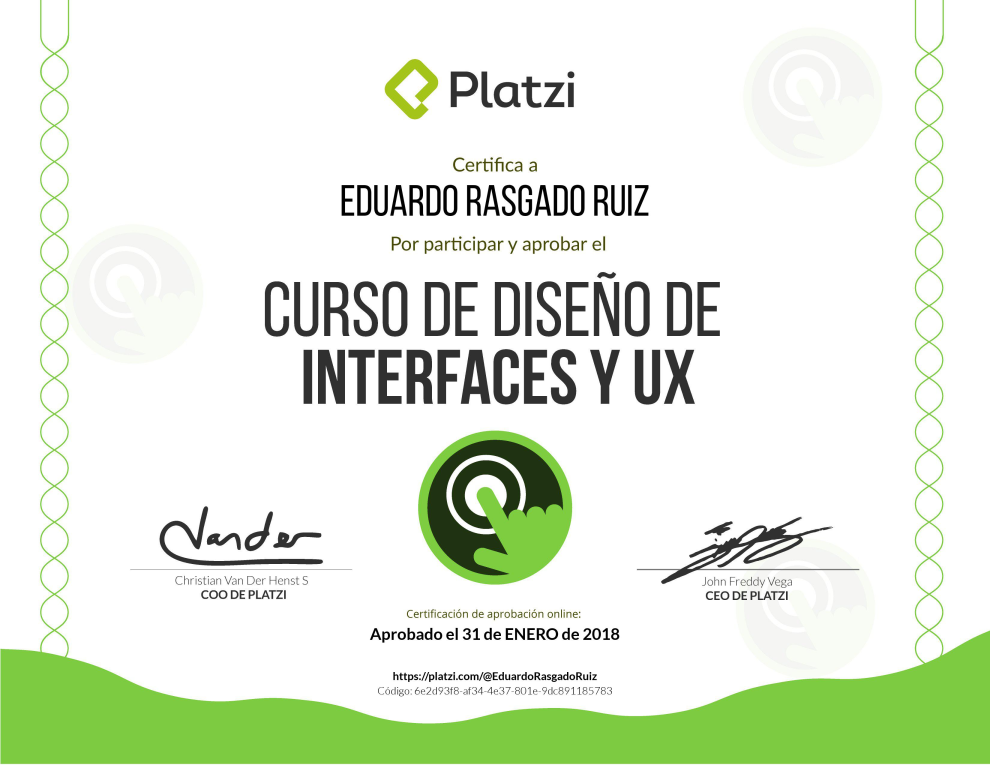 Platzi
Certifica a
EDUARDO RASGADO RUIZ
Por participar y aprobar el
CURSO DE DISEÑO DE
INTERFACES Y UX
Vander
Christian Van Der Henst S
COO DE PLATZI
John Freddy Vega
CEO DE PLATZI
Certificación de aprobación online:
Aprobado el 31 de ENERO de 2018
https://platzi.com/@EduardoRasgadoRuiz
Código: 6e2d93f8-af34-4e37-801e-9dc891185783